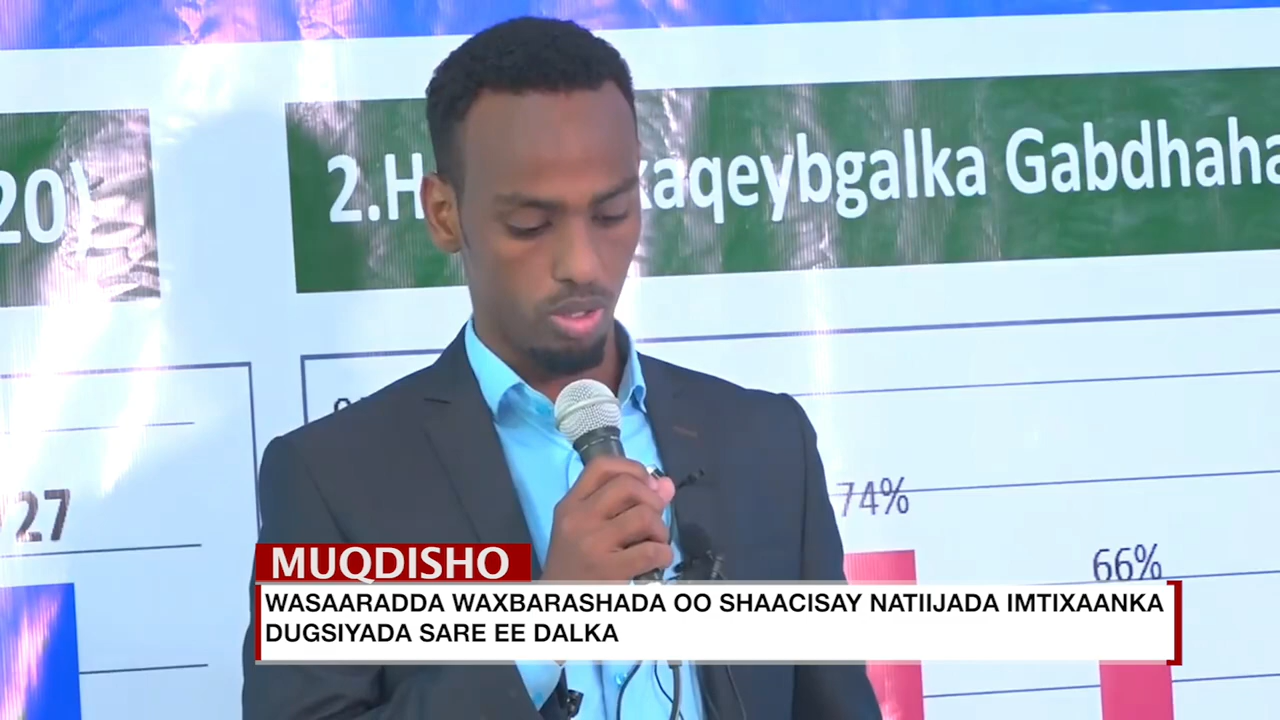 20)
2.H kaqeybgalka Gabdhaha
27
74%
66%
MUQDISHO
WASAARADDA WAXBARASHADA OO SHAACISAY NATIIJADA IMTIXAANKA
DUGSIYADA SARE EE DALKA